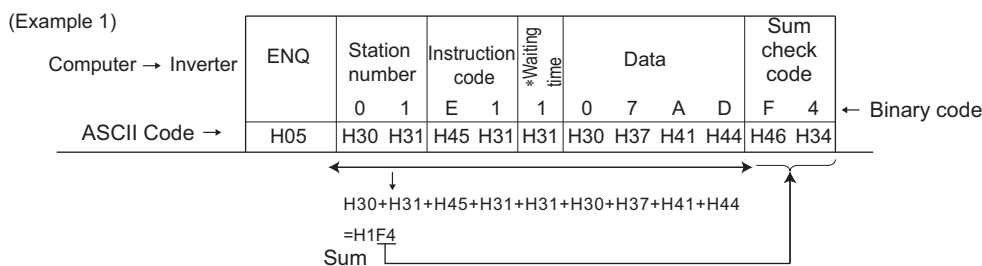 (Example 1)
Computer → Inverter
ENQ
Station number
Instruction code
*Waiting time
Data
Sum check code
0 1 E 1 1 0 7 A D F 4 ← Binary code
ASCII Code → H05 H30 H31 H45 H31 H31 H30 H37 H41 H44 H46 H34
H30+H31+H45+H31+H31+H30+H37+H41+H44
=H1F4
Sum